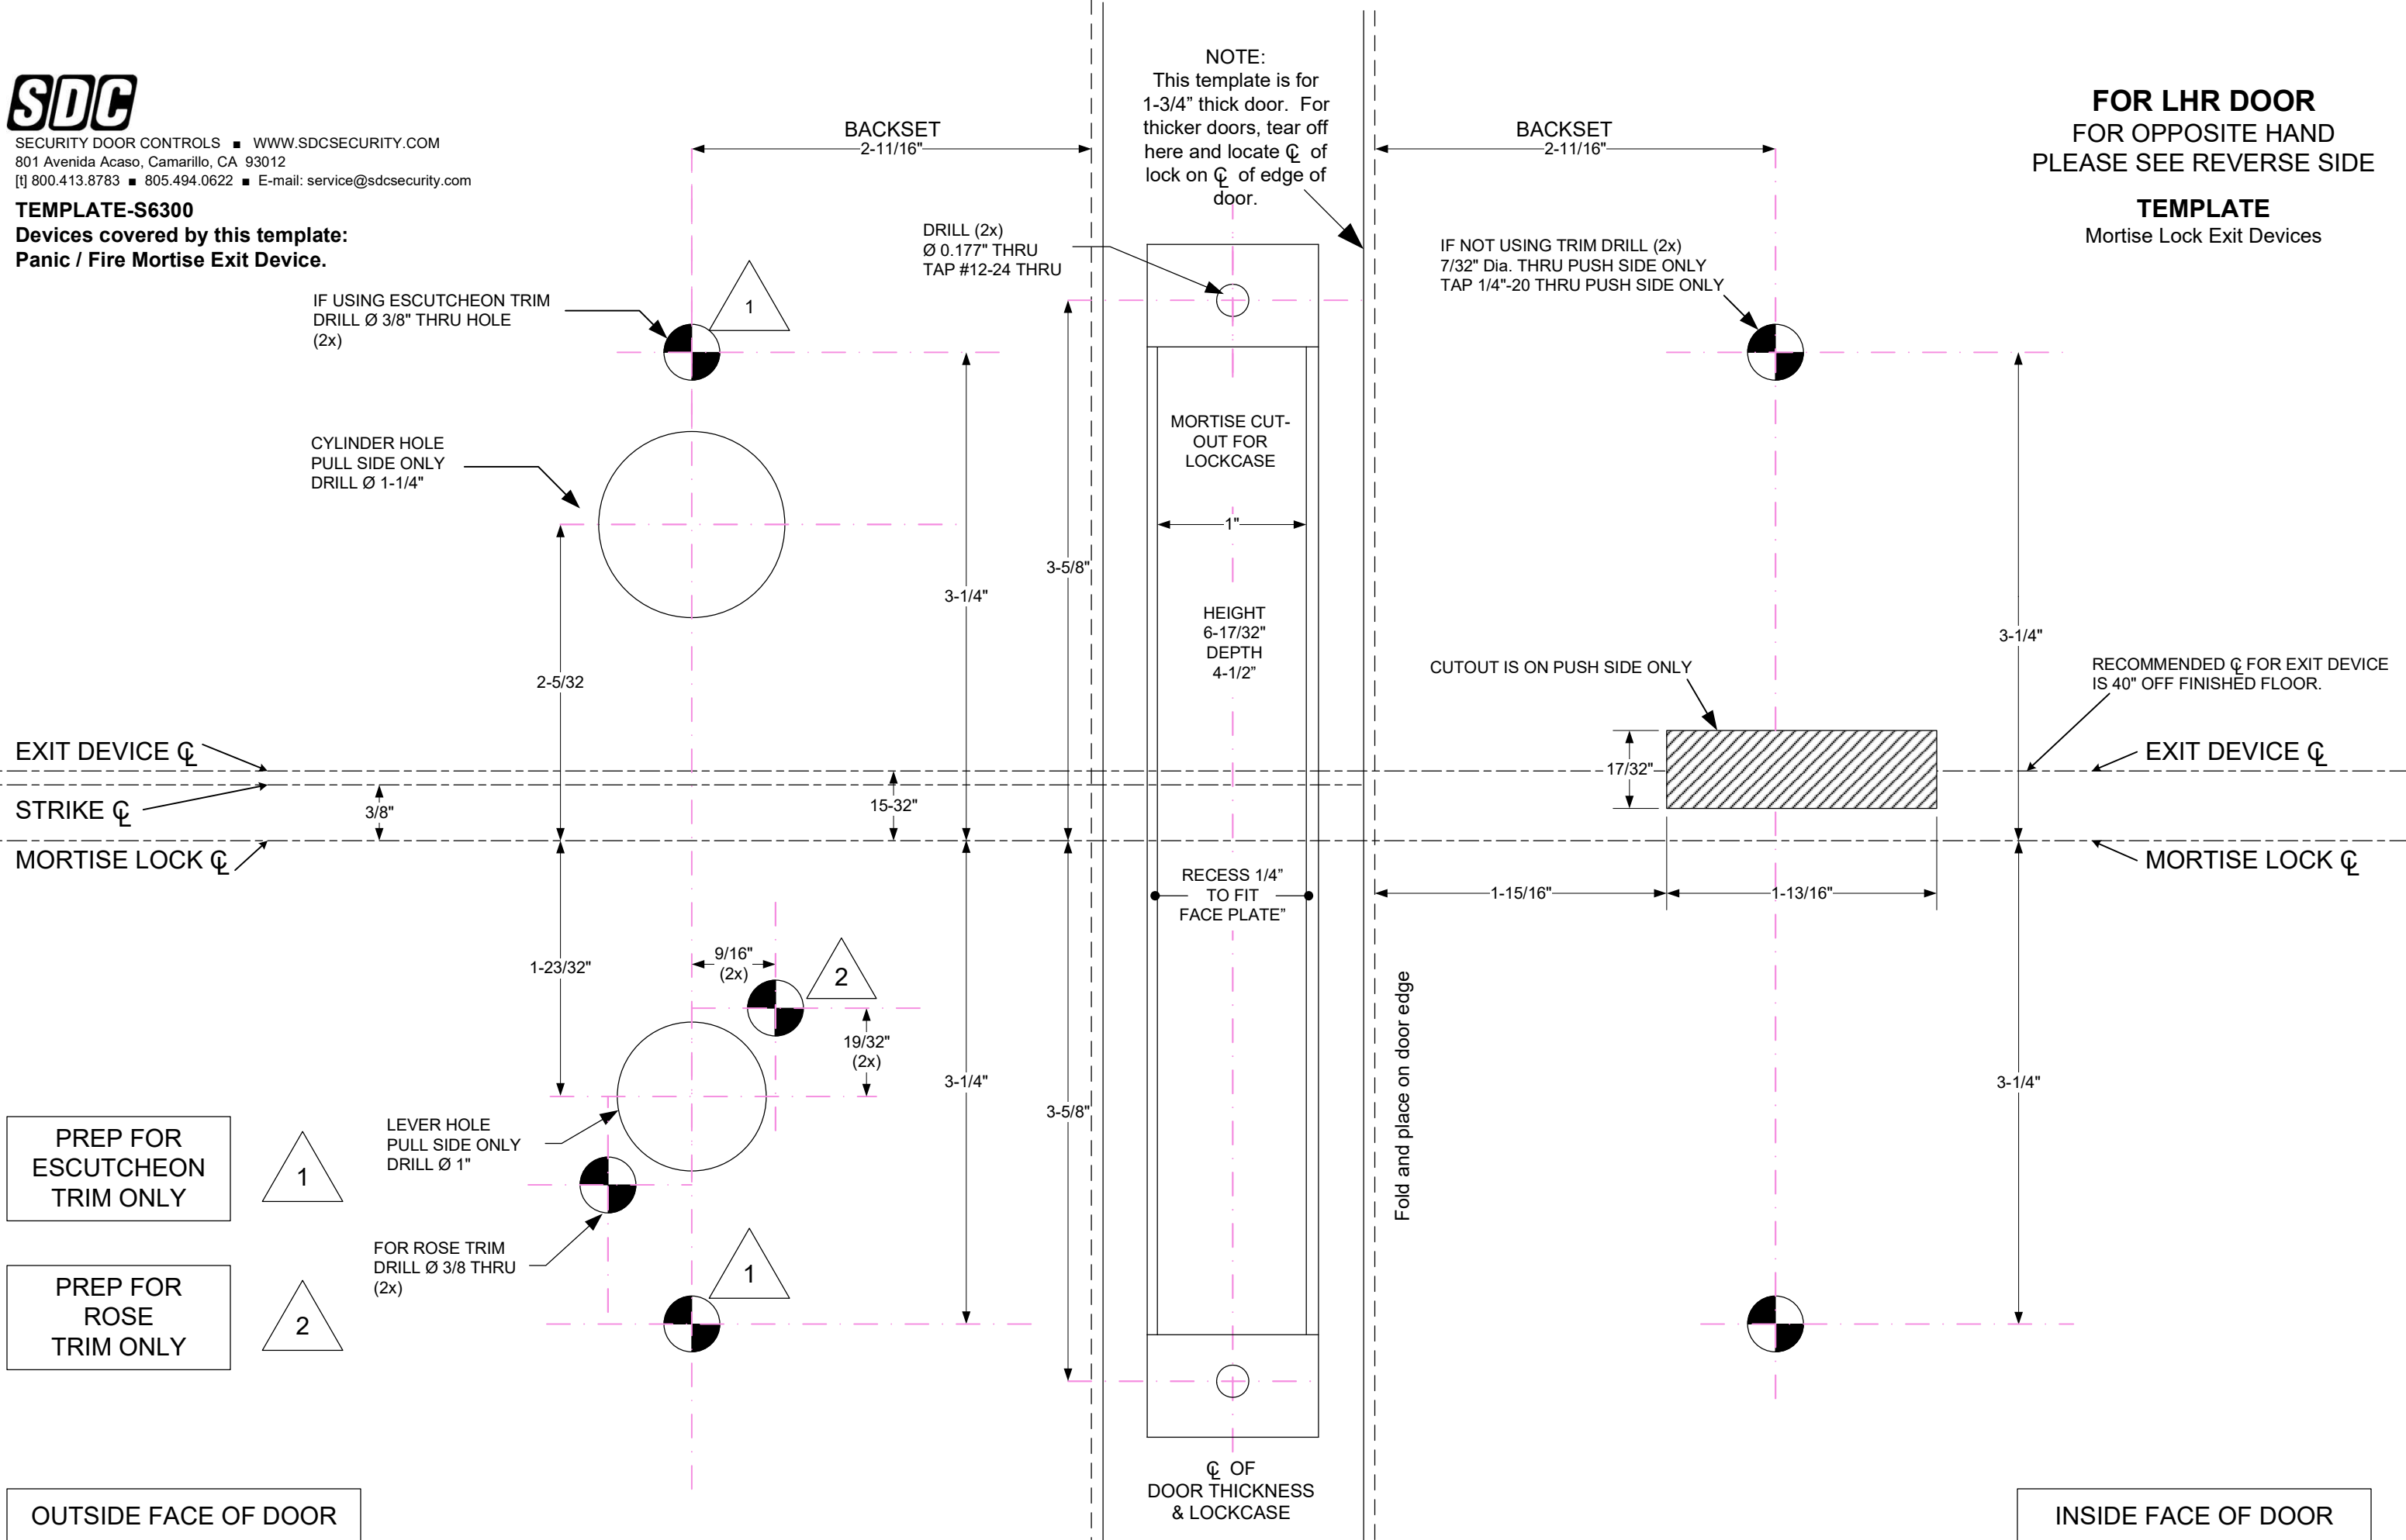 SDC
SECURITY DOOR CONTROLS ■ WWW.SDCSECURITY.COM
801 Avenida Acaso, Camarillo, CA 93012
[t] 800.413.8783 ■ 805.494.0622 ■ E-mail: service@sdcsecurity.com
TEMPLATE-S6300
Devices covered by this template:
Panic / Fire Mortise Exit Device.
IF USING ESCUTCHEON TRIM
DRILL Ø 3/8" THRU HOLE
(2x)
1
CYLINDER HOLE
PULL SIDE ONLY
DRILL Ø 1-1/4"
BACKSET
2-11/16"
DRILL (2x)
Ø 0.177" THRU
TAP #12-24 THRU
NOTE:
This template is for
1-3/4” thick door. For
thicker doors, tear off
here and locate ℄ of
lock on ℄ of edge of
door.
BACKSET
2-11/16"
FOR LHR DOOR
FOR OPPOSITE HAND
PLEASE SEE REVERSE SIDE
TEMPLATE
Mortise Lock Exit Devices
IF NOT USING TRIM DRILL (2x)
7/32" Dia. THRU PUSH SIDE ONLY
TAP 1/4"-20 THRU PUSH SIDE ONLY
MORTISE CUT-
OUT FOR
LOCKCASE
1"
3-5/8"
3-1/4"
HEIGHT
6-17/32"
DEPTH
4-1/2”
2-5/32
3-1/4"
CUTOUT IS ON PUSH SIDE ONLY
RECOMMENDED ℄ FOR EXIT DEVICE
IS 40" OFF FINISHED FLOOR.
EXIT DEVICE ℄
17/32"
EXIT DEVICE ℄
STRIKE ℄
3/8"
15-32"
MORTISE LOCK ℄
MORTISE LOCK ℄
RECESS 1/4”
TO FIT
FACE PLATE”
1-15/16"
1-13/16"
1-23/32"
9/16"
(2x)
2
19/32"
(2x)
3-1/4"
3-5/8"
3-1/4"
Fold and place on door edge
LEVER HOLE
PULL SIDE ONLY
DRILL Ø 1"
PREP FOR
ESCUTCHEON
TRIM ONLY
1
FOR ROSE TRIM
DRILL Ø 3/8 THRU
(2x)
1
PREP FOR
ROSE
TRIM ONLY
2
℄ OF
DOOR THICKNESS
& LOCKCASE
OUTSIDE FACE OF DOOR
INSIDE FACE OF DOOR